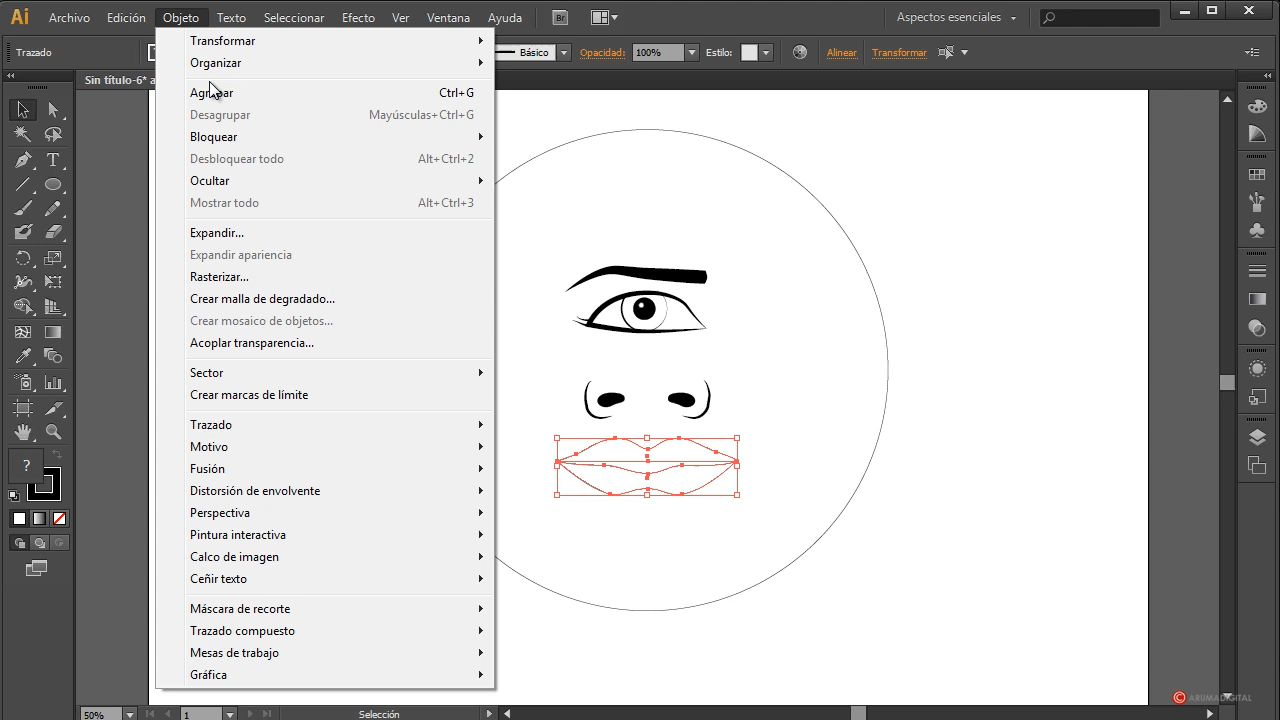 Ai Archivo Edición Objeto Texto Seleccionar Efecto Ver Ventana Ayuda Br Aspectos esenciales
Trazado Básico Opacidad: 100% Estilo: Alinear Transformar
Sin título-6* a
Transformar
Organizar
Agrupar Ctrl+G
Desagrupar Mayúsculas+Ctrl+G
Bloquear
Desbloquear todo Alt+Ctrl+2
Ocultar
Mostrar todo Alt+Ctrl+3
Expandir...
Expandir apariencia
Rasterizar...
Crear malla de degradado...
Crear mosaico de objetos...
Acoplar transparencia...
Sector
Crear marcas de límite
Trazado
Motivo
Fusión
Distorsión de envolvente
Perspectiva
Pintura interactiva
Calco de imagen
Ceñir texto
Máscara de recorte
Trazado compuesto
Mesas de trabajo
Gráfica
?
© ARUMADIGITAL
50% 1 Selección